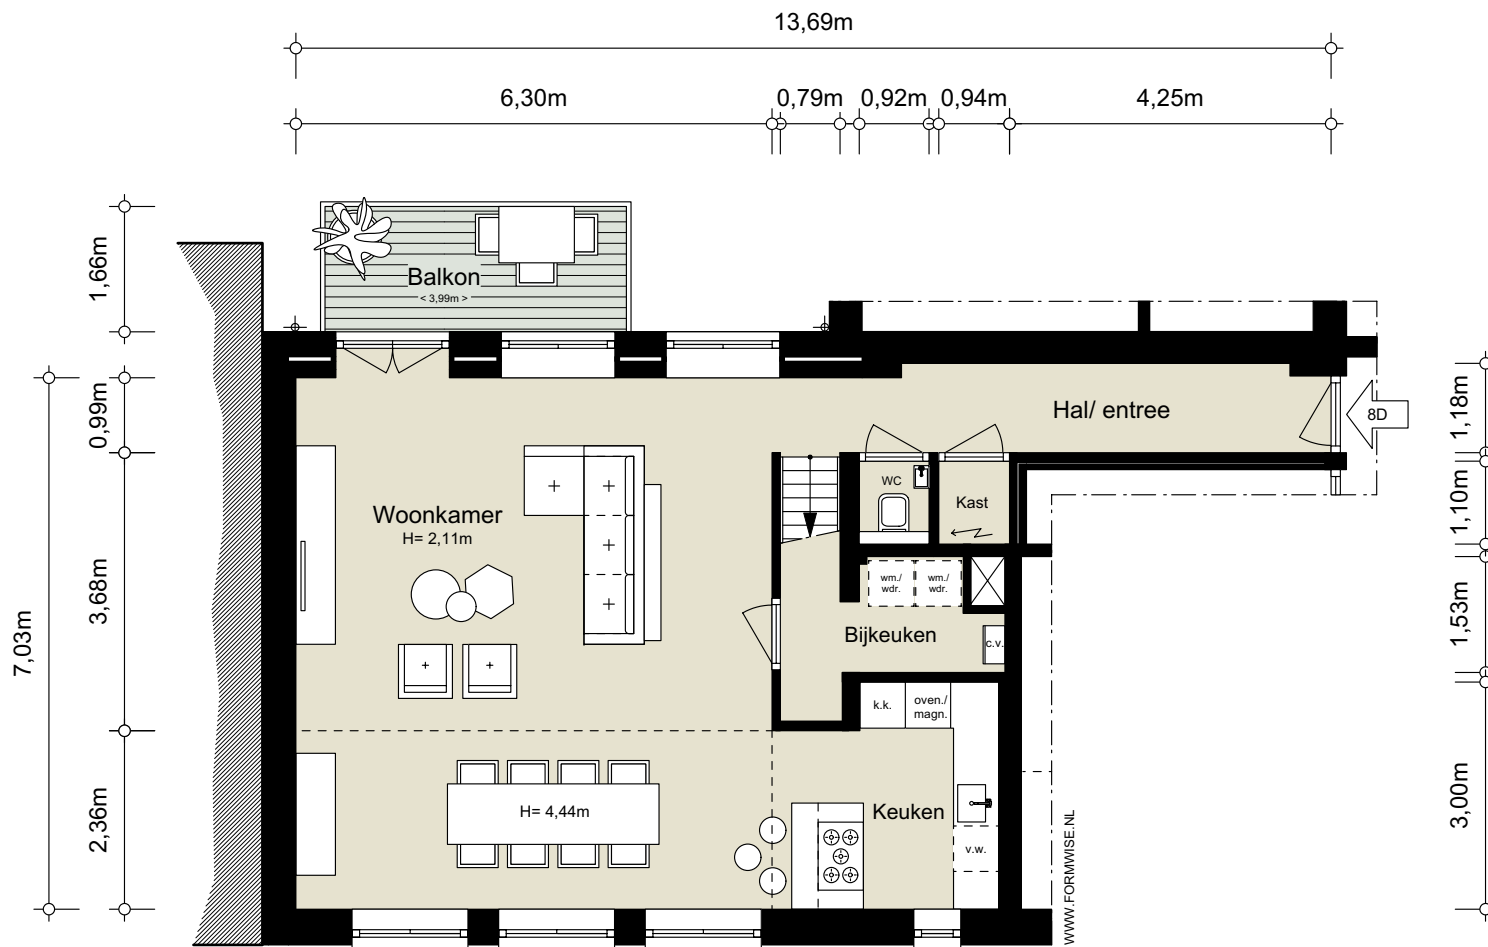 13,69m
6,30m
0,79m
0,92m
0,94m
4,25m
1,66m
0,99m
3,68m
2,36m
7,03m
Balkon
< 3,99m >
Hal/ entree
8D
1,18m
1,10m
1,53m
3,00m
WC
Kast
Woonkamer
H= 2,11m
wm./
wdr.
wm./
wdr.
Bijkeuken
c.v.
k.k.
oven./
magn.
H= 4,44m
Keuken
v.w.
WWW.FORMWISE.NL